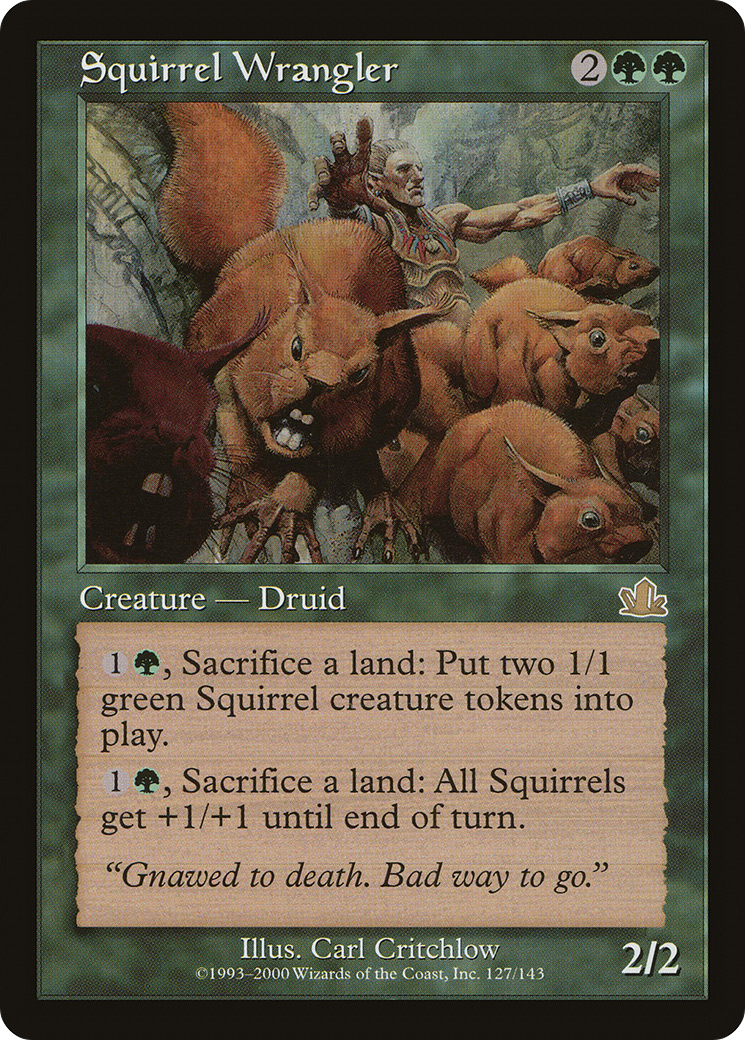 Squirrel Wrangler 2
Creature — Druid
1 , Sacrifice a land: Put two 1/1
green Squirrel creature tokens into
play.
1 , Sacrifice a land: All Squirrels
get +1/+1 until end of turn.
“Gnawed to death. Bad way to go.”
Illus. Carl Critchlow
©1993–2000 Wizards of the Coast, Inc. 127/143
2/2